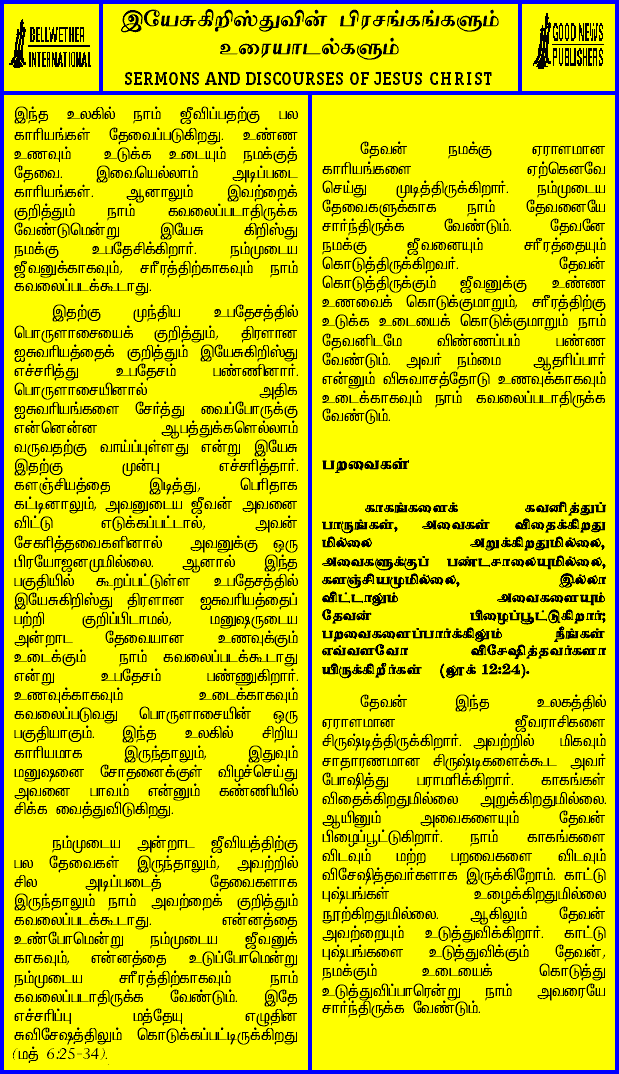 BELLWETHER
INTERNATIONAL
இயேசுகிறிஸ்துவின் பிரசங்கங்களும்
உரையாடல்களும்
SERMONS AND DISCOURSES OF JESUS CHRIST
GOOD NEWS
PUBLISHERS
இந்த உலகில் நாம் ஜீவிப்பதற்கு பல
காரியங்கள் தேவைப்படுகிறது. உண்ண
உணவும் உடுக்க உடையும் நமக்குத்
தேவை. இவையெல்லாம் அடிப்படை
காரியங்கள். ஆனாலும் இவற்றைக்
குறித்தும் நாம் கவலைப்படாதிருக்க
வேண்டுமென்று இயேசு கிறிஸ்து
நமக்கு உபதேசிக்கிறார். நம்முடைய
ஜீவனுக்காகவும், சரீரத்திற்காகவும் நாம்
கவலைப்படக்கூடாது.
இதற்கு முந்திய உபதேசத்தில்
பொருளாசையைக் குறித்தும், திரளான
ஐசுவரியத்தைக் குறித்தும் இயேசுகிறிஸ்து
எச்சரித்து உபதேசம் பண்ணினார்.
பொருளாசையினால் அதிக
ஐசுவரியங்களை சேர்த்து வைப்போருக்கு
என்னென்ன ஆபத்துக்களெல்லாம்
வருவதற்கு வாய்ப்புள்ளது என்று இயேசு
இதற்கு முன்பு எச்சரித்தார்.
களஞ்சியத்தை இடித்து, பெரிதாக
கட்டினாலும், அவனுடைய ஜீவன் அவனை
விட்டு எடுக்கப்பட்டால், அவன்
சேகரித்தவைகளினால் அவனுக்கு ஒரு
பிரயோஜனமுமில்லை. ஆனால் இந்த
பகுதியில் கூறப்பட்டுள்ள உபதேசத்தில்
இயேசுகிறிஸ்து திரளான ஐசுவரியத்தைப்
பற்றி குறிப்பிடாமல், மனுஷருடைய
அன்றாட தேவையான உணவுக்கும்
உடைக்கும் நாம் கவலைப்படக்கூடாது
என்று உபதேசம் பண்ணுகிறார்.
உணவுக்காகவும் உடைக்காகவும்
கவலைப்படுவது பொருளாசையின் ஒரு
பகுதியாகும். இந்த உலகில் சிறிய
காரியமாக இருந்தாலும், இதுவும்
மனுஷனை சோதனைக்குள் விழச்செய்து
அவனை பாவம் என்னும் கண்ணியில்
சிக்க வைத்துவிடுகிறது.
நம்முடைய அன்றாட ஜீவியத்திற்கு
பல தேவைகள் இருந்தாலும், அவற்றில்
சில அடிப்படைத் தேவைகளாக
இருந்தாலும் நாம் அவற்றைக் குறித்தும்
கவலைப்படக்கூடாது. என்னத்தை
உண்போமென்று நம்முடைய ஜீவனுக்
காகவும், என்னத்தை உடுப்போமென்று
நம்முடைய சரீரத்திற்காகவும் நாம்
கவலைப்படாதிருக்க வேண்டும். இதே
எச்சரிப்பு மத்தேயு எழுதின
சுவிசேஷத்திலும் கொடுக்கப்பட்டிருக்கிறது
(மத் 6:25-34).
தேவன் நமக்கு ஏராளமான
காரியங்களை ஏற்கெனவே
செய்து முடித்திருக்கிறார். நம்முடைய
தேவைகளுக்காக நாம் தேவனையே
சார்ந்திருக்க வேண்டும். தேவனே
நமக்கு ஜீவனையும் சரீரத்தையும்
கொடுத்திருக்கிறவர். தேவன்
கொடுத்திருக்கும் ஜீவனுக்கு உண்ண
உணவைக் கொடுக்குமாறும், சரீரத்திற்கு
உடுக்க உடையைக் கொடுக்குமாறும் நாம்
தேவனிடமே விண்ணப்பம் பண்ண
வேண்டும். அவர் நம்மை ஆதரிப்பார்
என்னும் விசுவாசத்தோடு உணவுக்காகவும்
உடைக்காகவும் நாம் கவலைப்படாதிருக்க
வேண்டும்.
பறவைகள்
காகங்களைக் கவனித்துப்
பாருங்கள், அவைகள் விதைக்கிறது
மில்லை அறுக்கிறதுமில்லை,
அவைகளுக்குப் பண்டசாலையுமில்லை,
களஞ்சியமுமில்லை, இல்லா
விட்டாலும் அவைகளையும்
தேவன் பிழைப்பூட்டுகிறார்;
பறவைகளைப்பார்க்கிலும் நீங்கள்
எவ்வளவோ விசேஷித்தவர்களா
யிருக்கிறீர்கள் (லூக் 12:24).
தேவன் இந்த உலகத்தில்
ஏராளமான ஜீவராசிகளை
சிருஷ்டித்திருக்கிறார். அவற்றில் மிகவும்
சாதாரணமான சிருஷ்டிகளைக்கூட அவர்
போஷித்து பராமரிக்கிறார். காகங்கள்
விதைக்கிறதுமில்லை அறுக்கிறதுமில்லை.
ஆயினும் அவைகளையும் தேவன்
பிழைப்பூட்டுகிறார். நாம் காகங்களை
விடவும் மற்ற பறவைகளை விடவும்
விசேஷித்தவர்களாக இருக்கிறோம். காட்டு
புஷ்பங்கள் உழைக்கிறதுமில்லை
நூற்கிறதுமில்லை. ஆகிலும் தேவன்
அவற்றையும் உடுத்துவிக்கிறார். காட்டு
புஷ்பங்களை உடுத்துவிக்கும் தேவன்,
நமக்கும் உடையைக் கொடுத்து
உடுத்துவிப்பாரென்று நாம் அவரையே
சார்ந்திருக்க வேண்டும்.